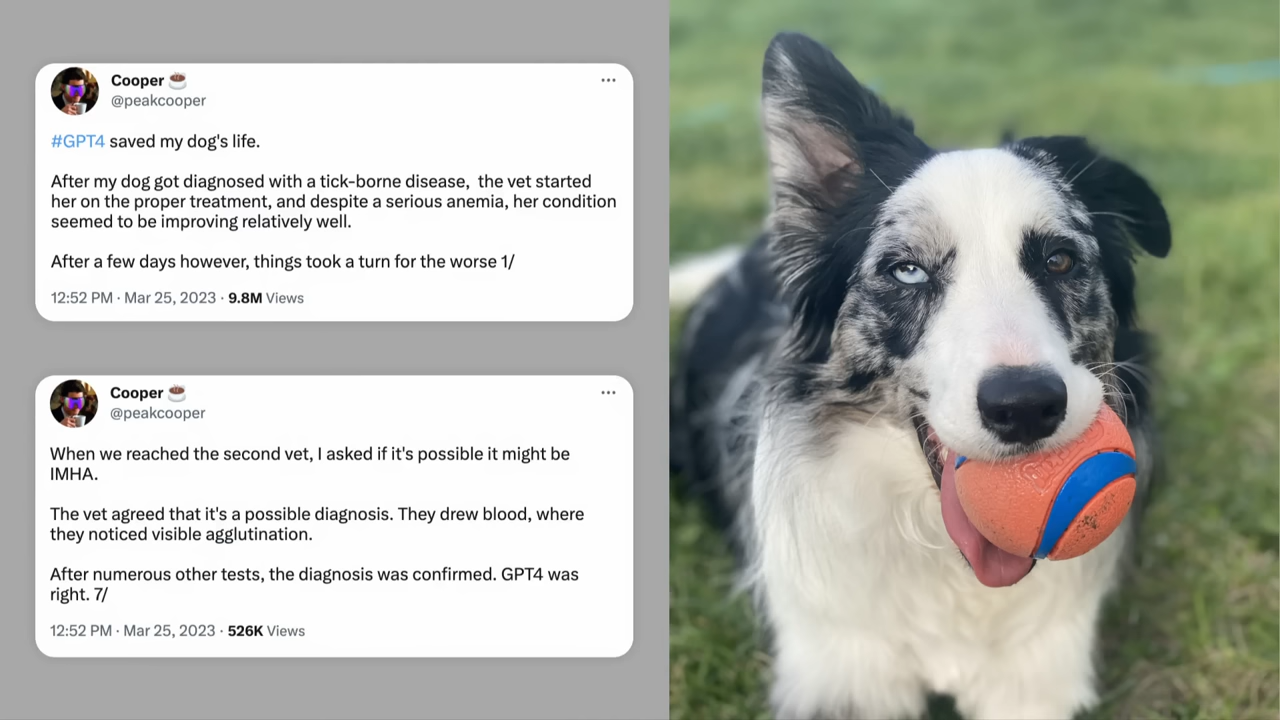 Cooper ☕
@peakcooper
#GPT4 saved my dog's life.
After my dog got diagnosed with a tick-borne disease,  the vet started
her on the proper treatment, and despite a serious anemia, her condition
seemed to be improving relatively well.
After a few days however, things took a turn for the worse 1/
12:52 PM · Mar 25, 2023 · 9.8M Views
Cooper ☕
@peakcooper
When we reached the second vet, I asked if it's possible it might be
IMHA.
The vet agreed that it's a possible diagnosis. They drew blood, where
they noticed visible agglutination.
After numerous other tests, the diagnosis was confirmed. GPT4 was
right. 7/
12:52 PM · Mar 25, 2023 · 526K Views